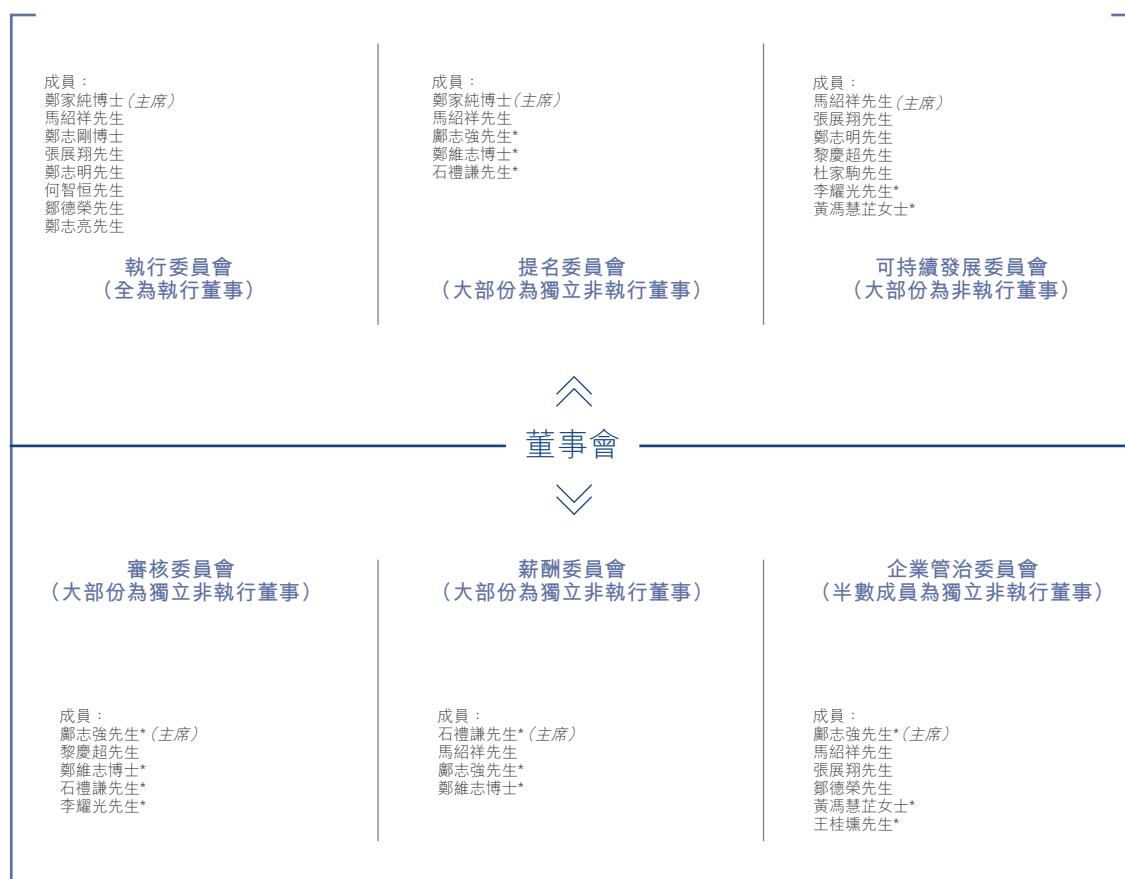 成員：
鄭家純博士（主席）
馬紹祥先生
鄭志剛博士
張展翔先生
鄭志明先生
何智恒先生
鄒德榮先生
鄭志亮先生
執行委員會
（全為執行董事）
成員：
鄭家純博士（主席）
馬紹祥先生
鄺志強先生*
鄭維志博士*
石禮謙先生*
提名委員會
（大部份為獨立非執行董事）
成員：
馬紹祥先生（主席）
張展翔先生
鄭志明先生
黎慶超先生
杜家駒先生
李耀光先生*
黃馮慧芷女士*
可持續發展委員會
（大部份為非執行董事）
董事會
審核委員會
（大部份為獨立非執行董事）
成員：
鄺志強先生*（主席）
黎慶超先生
鄭維志博士*
石禮謙先生*
李耀光先生*
薪酬委員會
（大部份為獨立非執行董事）
成員：
石禮謙先生*（主席）
馬紹祥先生
鄺志強先生*
鄭維志博士*
企業管治委員會
（半數成員為獨立非執行董事）
成員：
鄺志強先生*（主席）
馬紹祥先生
張展翔先生
鄒德榮先生
黃馮慧芷女士*
王桂壎先生*